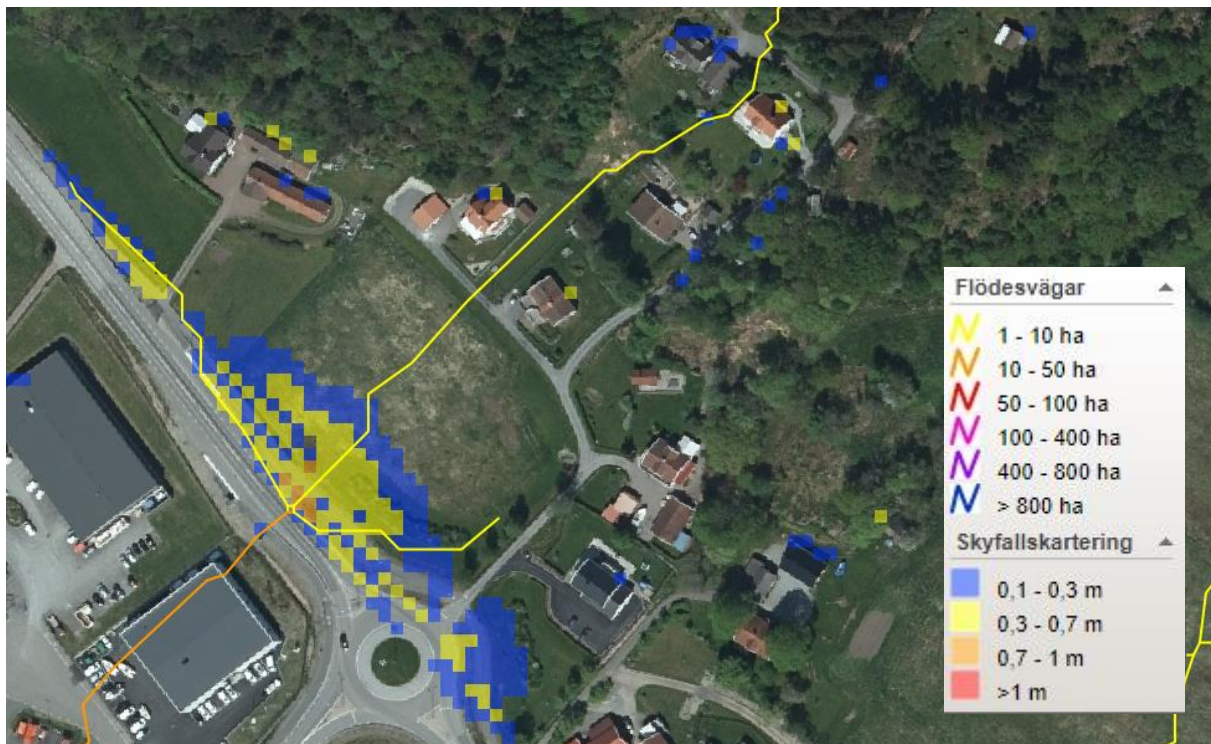 Flödesvägar
1 - 10 ha
10 - 50 ha
50 - 100 ha
100 - 400 ha
400 - 800 ha
> 800 ha
Skyfallskartering
0,1 - 0,3 m
0,3 - 0,7 m
0,7 - 1 m
>1 m